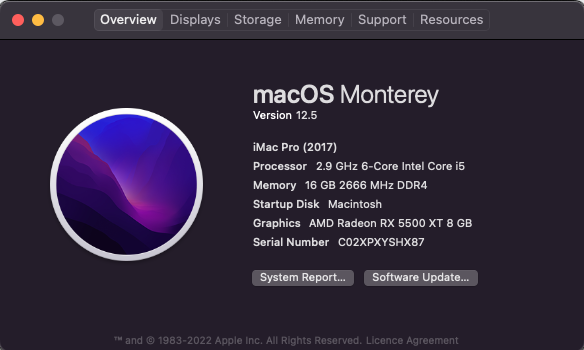 Overview Displays Storage Memory Support Resources
macOS Monterey
Version 12.5
iMac Pro (2017)
Processor 2.9 GHz 6-Core Intel Core i5
Memory 16 GB 2666 MHz DDR4
Startup Disk Macintosh
Graphics AMD Radeon RX 5500 XT 8 GB
Serial Number C02XPXYSHX87
System Report... Software Update...
™ and © 1983-2022 Apple Inc. All Rights Reserved. Licence Agreement